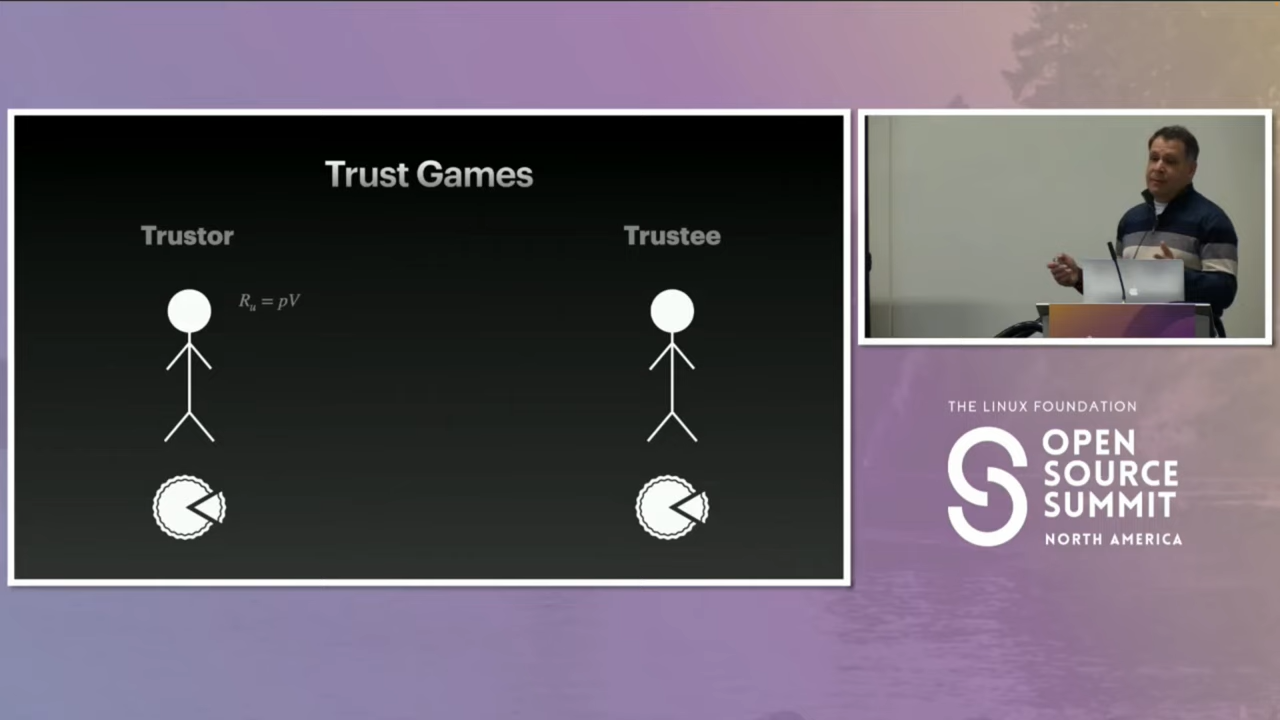 Trust Games
Trustor
Trustee
R_u = pV
THE LINUX FOUNDATION
OPEN
SOURCE
SUMMIT
NORTH AMERICA